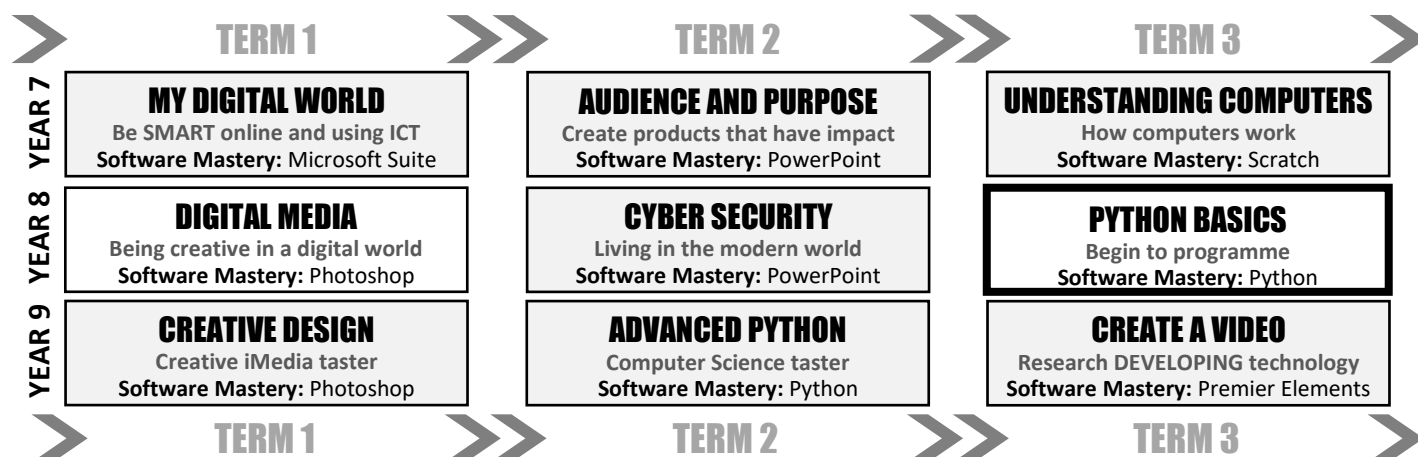 TERM 1
TERM 2
TERM 3
YEAR 7
MY DIGITAL WORLD
Be SMART online and using ICT
Software Mastery: Microsoft Suite
AUDIENCE AND PURPOSE
Create products that have impact
Software Mastery: PowerPoint
UNDERSTANDING COMPUTERS
How computers work
Software Mastery: Scratch
YEAR 8
DIGITAL MEDIA
Being creative in a digital world
Software Mastery: Photoshop
CYBER SECURITY
Living in the modern world
Software Mastery: PowerPoint
PYTHON BASICS
Begin to programme
Software Mastery: Python
YEAR 9
CREATIVE DESIGN
Creative iMedia taster
Software Mastery: Photoshop
ADVANCED PYTHON
Computer Science taster
Software Mastery: Python
CREATE A VIDEO
Research DEVELOPING technology
Software Mastery: Premier Elements
TERM 1
TERM 2
TERM 3